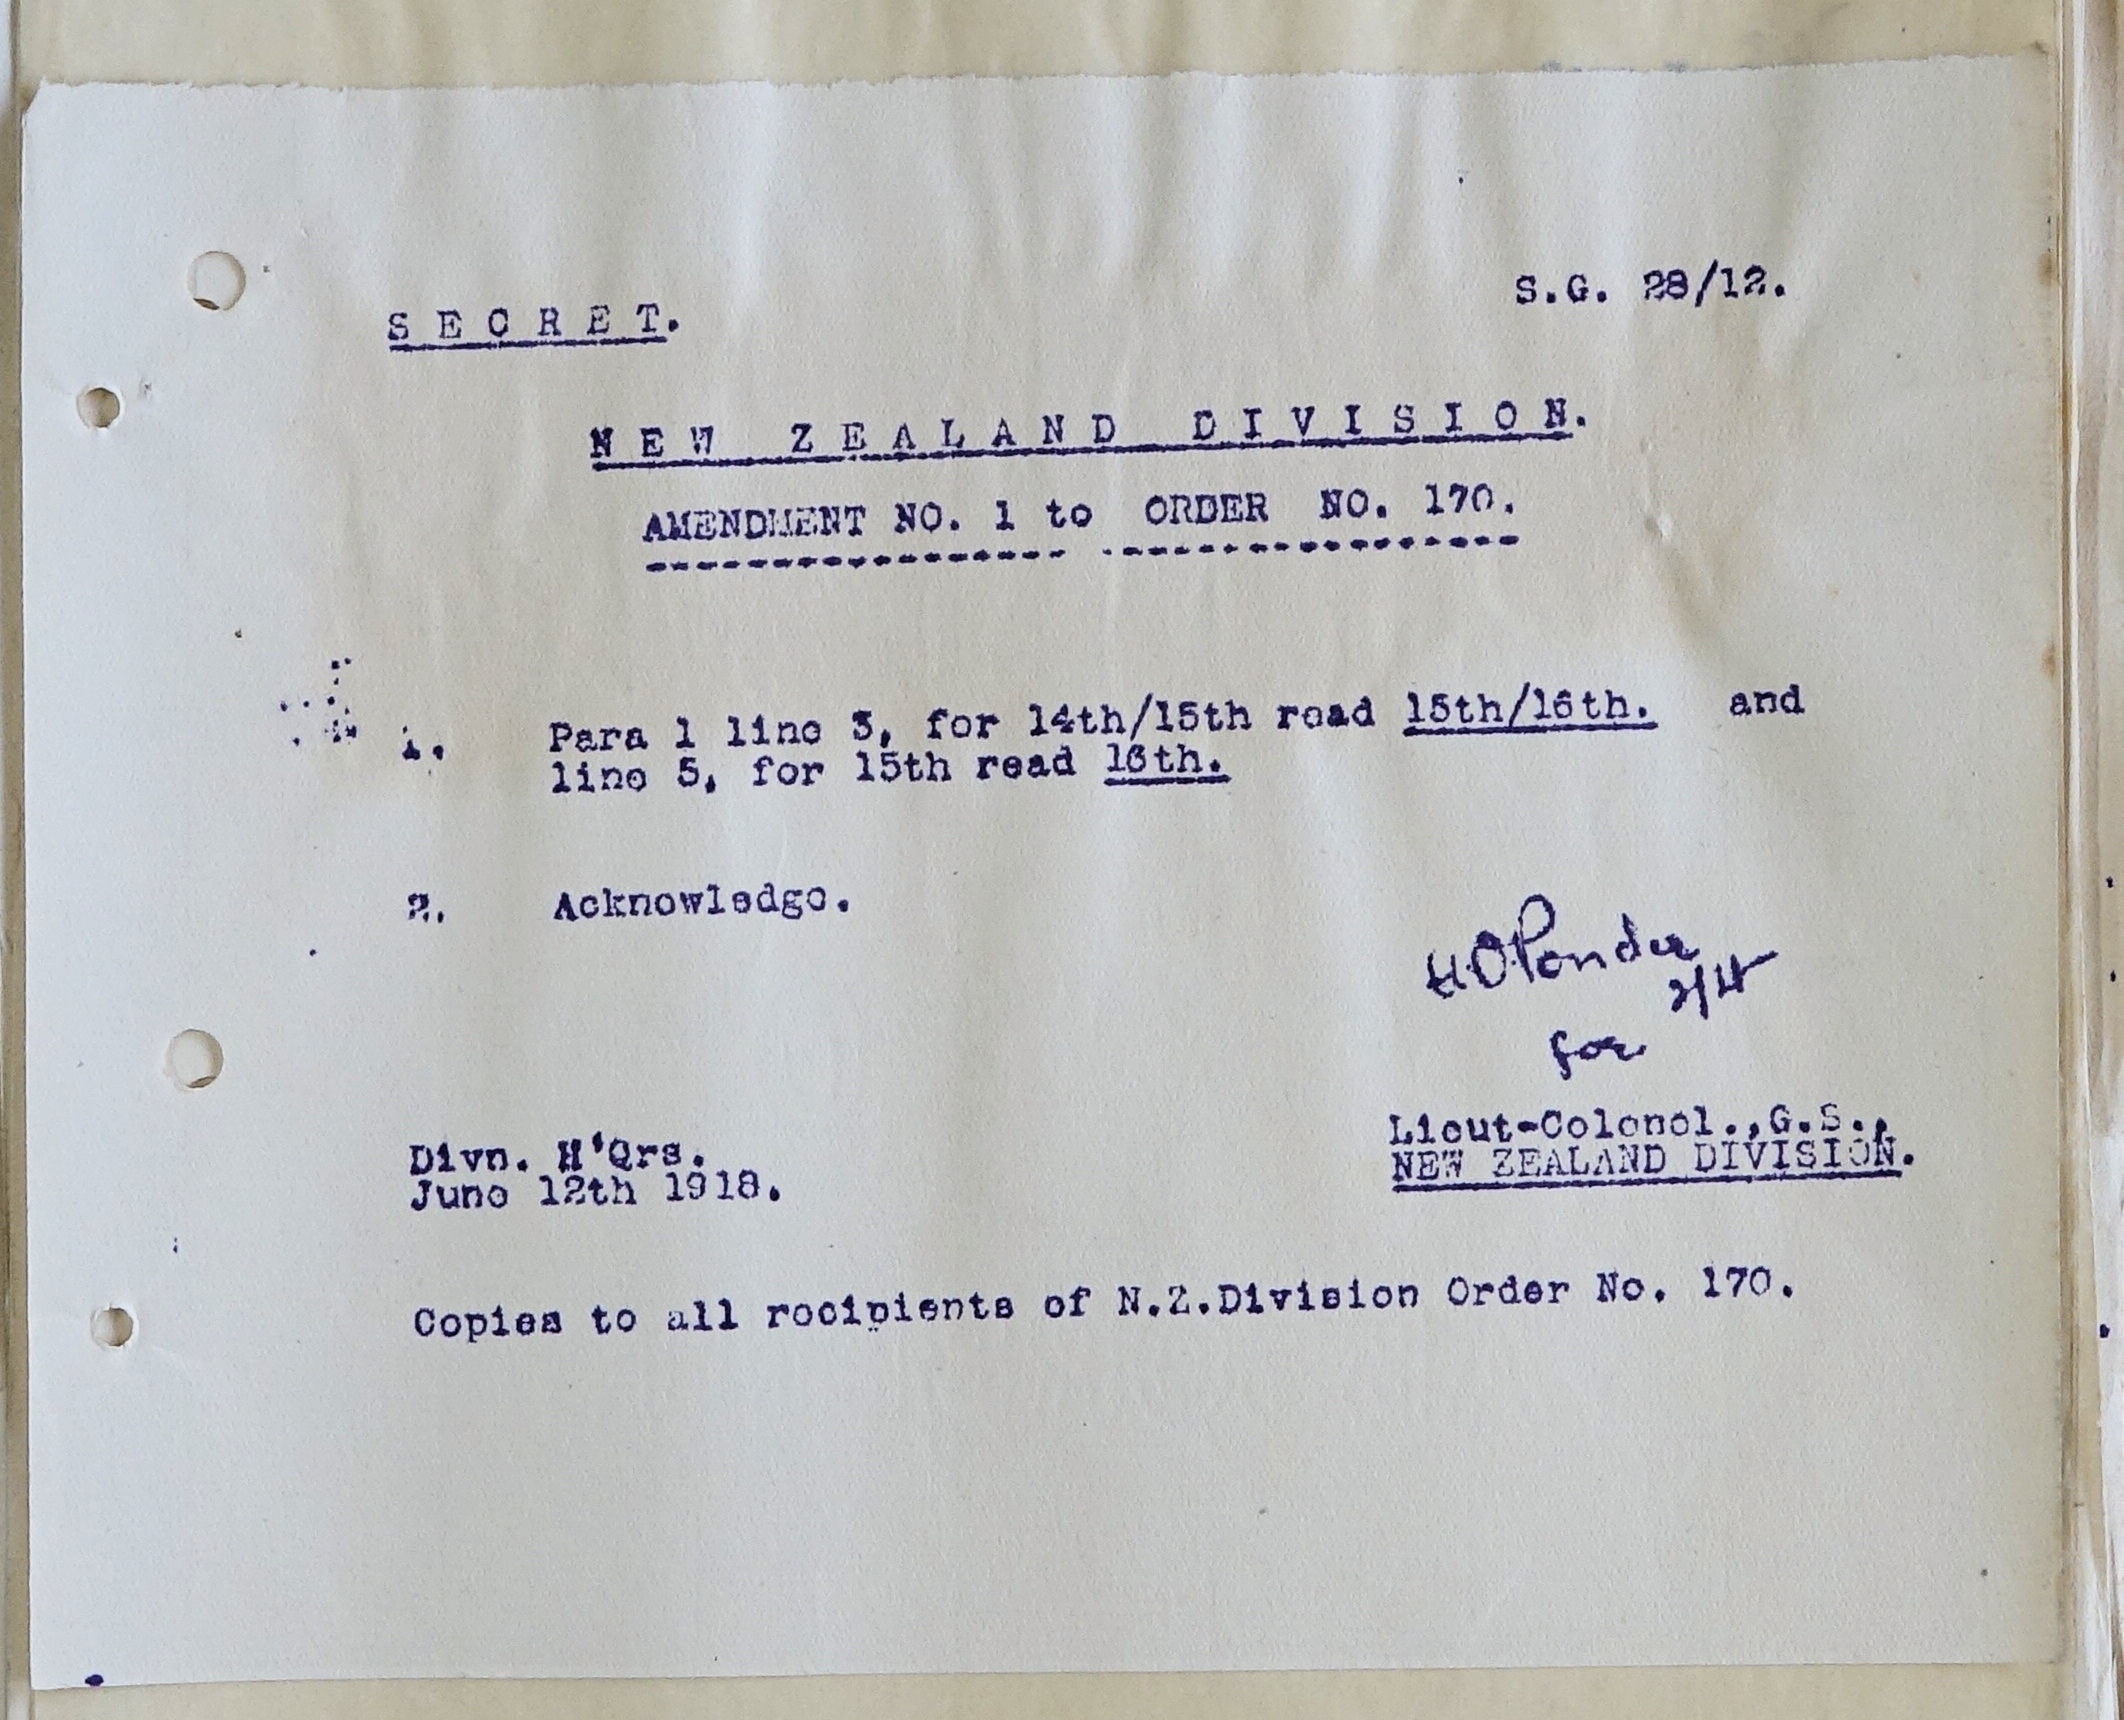 S.G. 28/12.
SECRET.
NEW ZEALAND DIVISION.
AMENDMENT NO. 1 to ORDER NO. 170.
1. Para 1 line 3, for 14th/15th read 15th/16th. and
line 5, for 15th read 16th.
2. Acknowledge.
H.O. Ponder
for
Lieut-Colonel.,G.S.,
NEW ZEALAND DIVISION.
Divn. H'Qrs.
June 12th 1918.
Copies to all recipients of N.Z.Division Order No. 170.